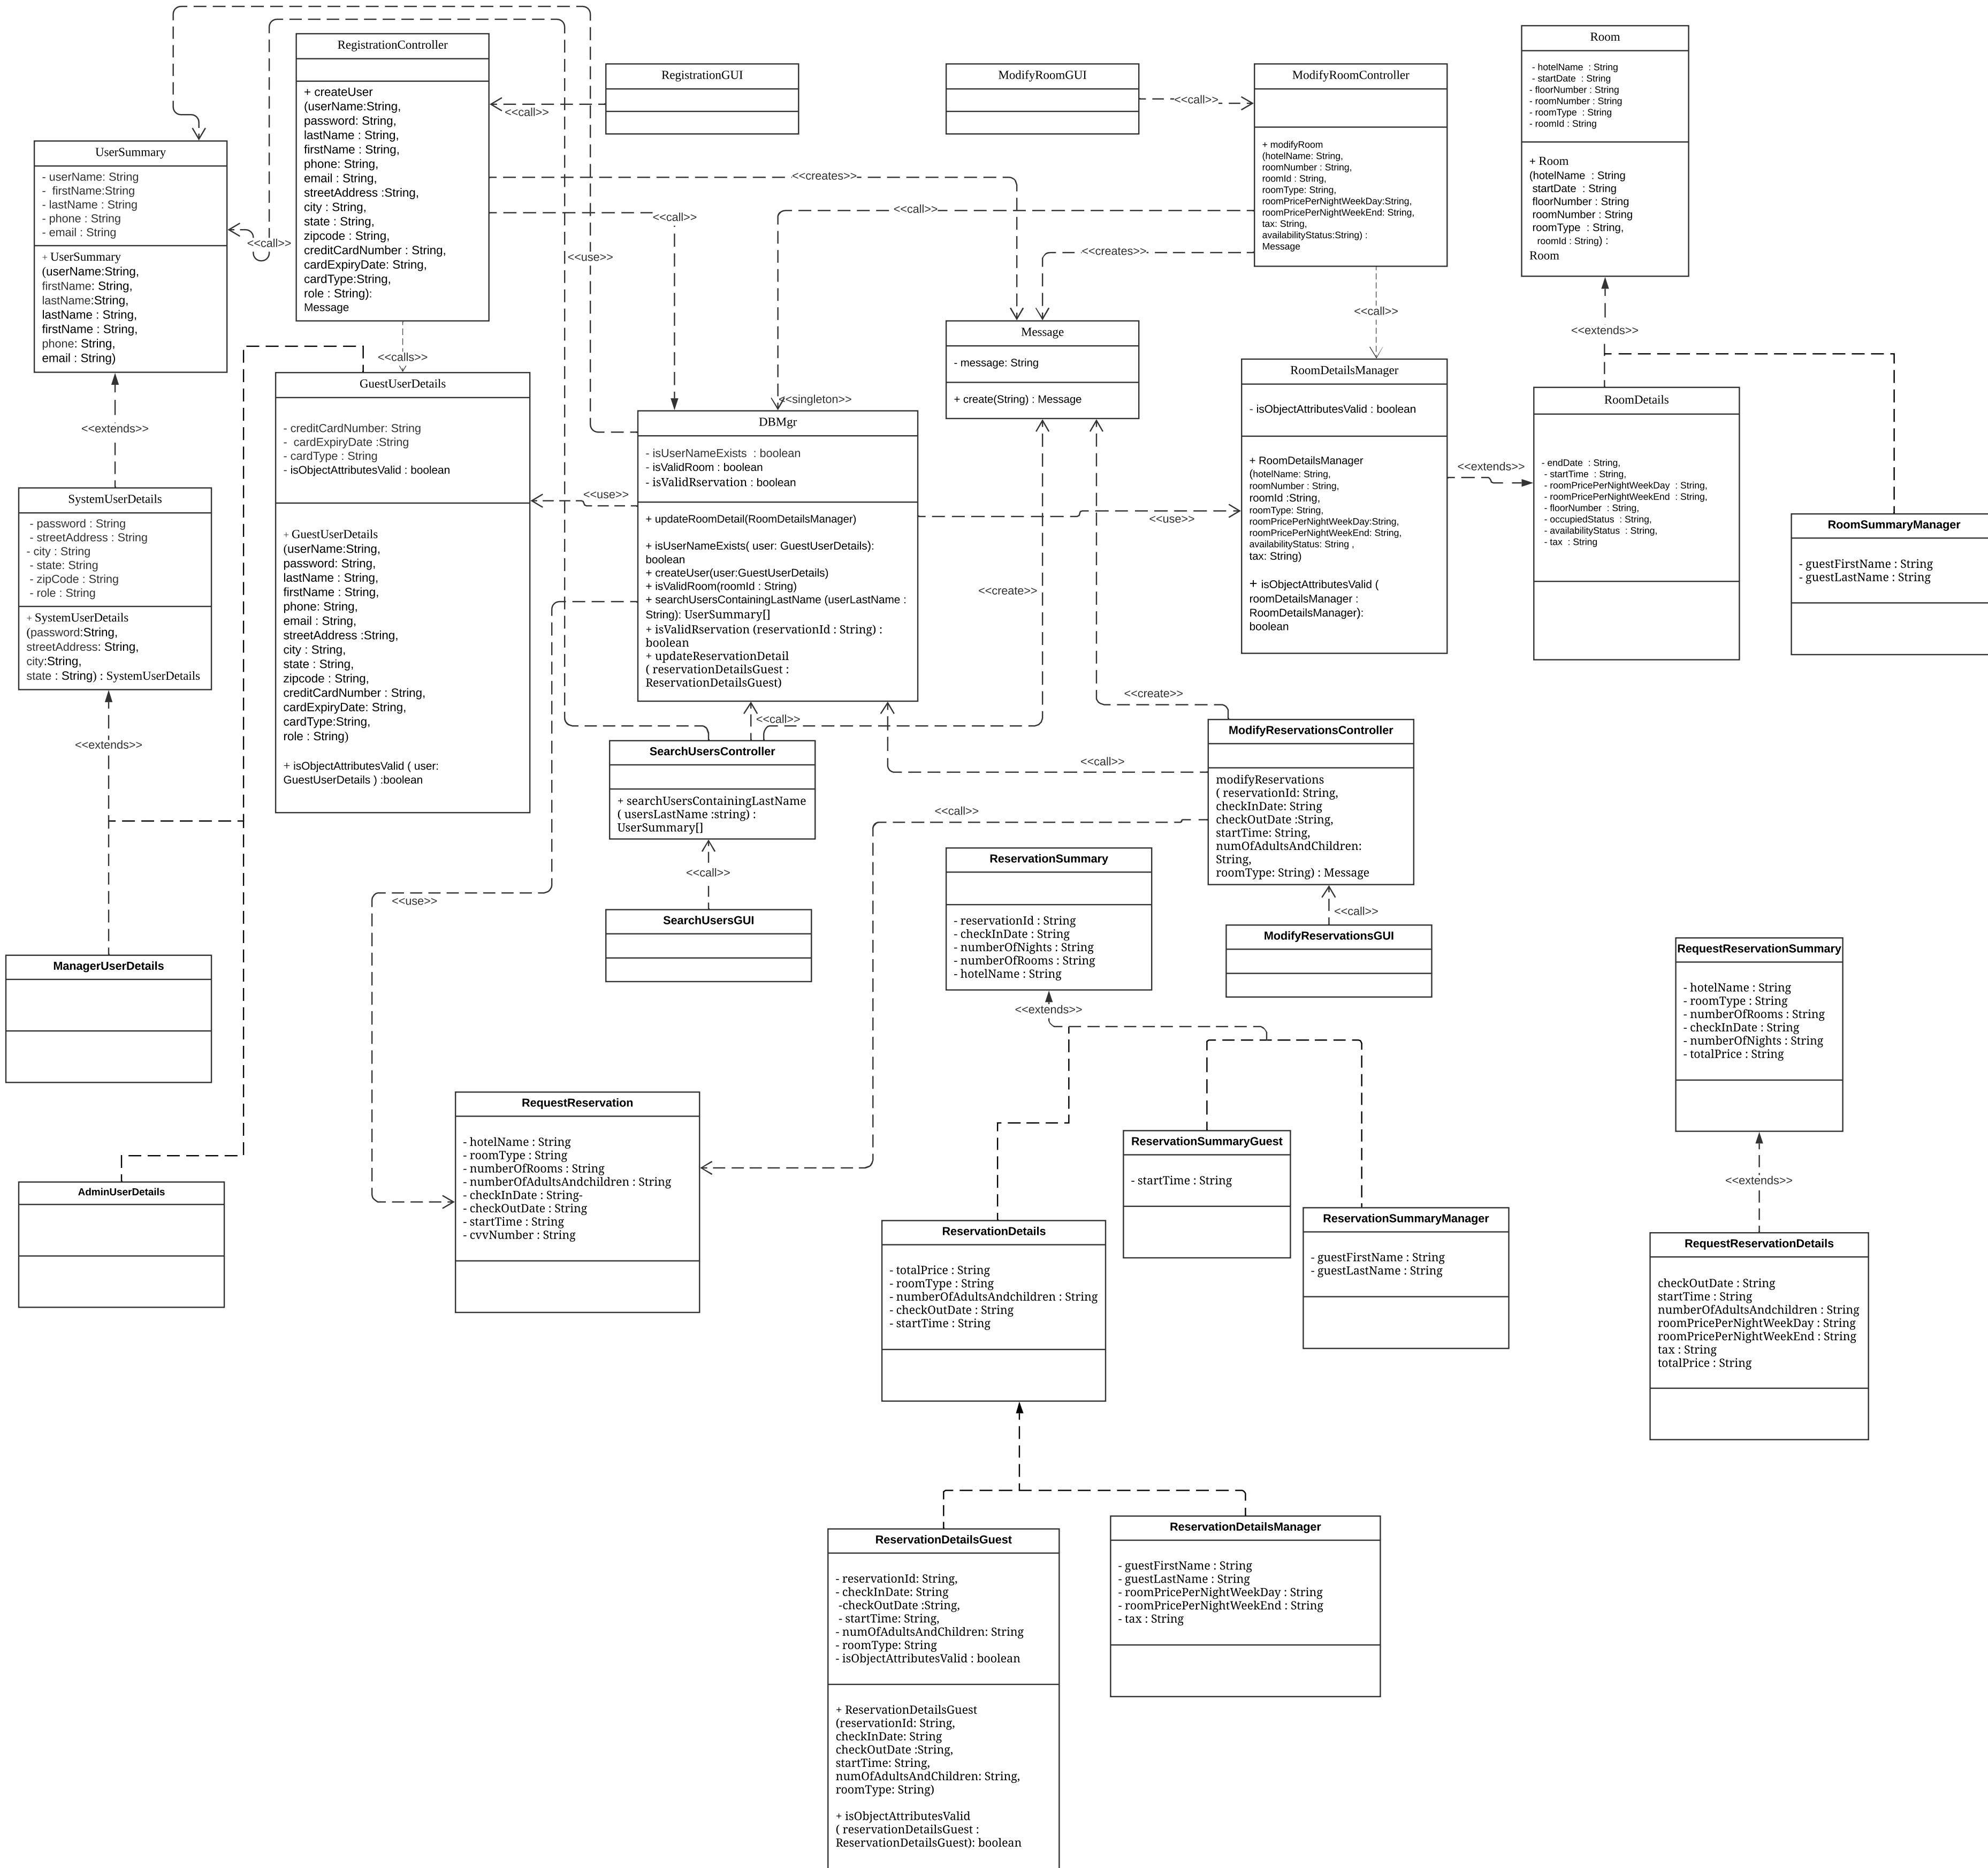 RegistrationController
+ createUser
(userName:String,
password: String,
lastName : String,
firstName : String,
phone: String,
email : String,
streetAddress :String,
city : String,
state : String,
zipcode : String,
creditCardNumber : String,
cardExpiryDate: String,
cardType:String,
role : String):
Message
RegistrationGUI
<<call>>
ModifyRoomGUI
<<call>>
ModifyRoomController
+ modifyRoom
(hotelName: String,
roomNumber : String,
roomId : String,
roomType: String,
roomPricePerNightWeekDay:String,
roomPricePerNightWeekEnd: String,
tax: String,
availabilityStatus:String) :
Message
Room
- hotelName : String
- startDate : String
- floorNumber : String
- roomNumber : String
- roomType : String
- roomId : String
+ Room
(hotelName : String
startDate : String
floorNumber : String
roomNumber : String
roomType : String,
roomId : String) :
Room
UserSummary
- userName: String
- firstName:String
- lastName : String
- phone : String
- email : String
+ UserSummary
(userName:String,
firstName: String,
lastName:String,
lastName : String,
firstName : String,
phone: String,
email : String)
<<call>>
<<creates>>
<<call>>
<<call>>
<<use>>
<<creates>>
<<call>>
<<extends>>
<<calls>>
Message
- message: String
+ create(String) : Message
GuestUserDetails
- creditCardNumber: String
- cardExpiryDate :String
- cardType : String
- isObjectAttributesValid : boolean
+ GuestUserDetails
(userName:String,
password: String,
lastName : String,
firstName : String,
phone: String,
email : String,
streetAddress :String,
city : String,
state : String,
zipcode : String,
creditCardNumber : String,
cardExpiryDate: String,
cardType:String,
role : String)
+ isObjectAttributesValid ( user:
GuestUserDetails ) :boolean
<<extends>>
<<singleton>>
DBMgr
- isUserNameExists : boolean
- isValidRoom : boolean
- isValidRservation : boolean
+ updateRoomDetail(RoomDetailsManager)
+ isUserNameExists( user: GuestUserDetails):
boolean
+ createUser(user:GuestUserDetails)
+ isValidRoom(roomId : String)
+ searchUsersContainingLastName (userLastName :
String): UserSummary[]
+ isValidRservation (reservationId : String) :
boolean
+ updateReservationDetail
( reservationDetailsGuest :
ReservationDetailsGuest)
RoomDetailsManager
- isObjectAttributesValid : boolean
+ RoomDetailsManager
(hotelName: String,
roomNumber : String,
roomId :String,
roomType: String,
roomPricePerNightWeekDay:String,
roomPricePerNightWeekEnd: String,
availabilityStatus: String ,
tax: String)
+ isObjectAttributesValid (
roomDetailsManager :
RoomDetailsManager):
boolean
<<extends>>
RoomDetails
- endDate : String,
- startTime : String,
- roomPricePerNightWeekDay : String,
- roomPricePerNightWeekEnd : String,
- floorNumber : String,
- occupiedStatus : String,
- availabilityStatus : String,
- tax : String
RoomSummaryManager
- guestFirstName : String
- guestLastName : String
SystemUserDetails
- password : String
- streetAddress : String
- city : String
- state: String
- zipCode : String
- role : String
+ SystemUserDetails
(password:String,
streetAddress: String,
city:String,
state : String) : SystemUserDetails
<<use>>
<<use>>
<<create>>
<<create>>
<<call>>
<<extends>>
SearchUsersController
+ searchUsersContainingLastName
( usersLastName :string) :
UserSummary[]
<<call>>
<<call>>
ModifyReservationsController
modifyReservations
( reservationId: String,
checkInDate: String
checkOutDate :String,
startTime: String,
numOfAdultsAndChildren:
String,
roomType: String) : Message
<<call>>
<<use>>
SearchUsersGUI
<<call>>
ReservationSummary
- reservationId : String
- checkInDate : String
- numberOfNights : String
- numberOfRooms : String
- hotelName : String
ModifyReservationsGUI
RequestReservationSummary
- hotelName : String
- roomType : String
- numberOfRooms : String
- checkInDate : String
- numberOfNights : String
- totalPrice : String
ManagerUserDetails
<<extends>>
RequestReservation
- hotelName : String
- roomType : String
- numberOfRooms : String
- numberOfAdultsAndchildren : String
- checkInDate : String-
- checkOutDate : String
- startTime : String
- cvvNumber : String
ReservationSummaryGuest
- startTime : String
<<extends>>
AdminUserDetails
ReservationDetails
- totalPrice : String
- roomType : String
- numberOfAdultsAndchildren : String
- checkOutDate : String
- startTime : String
ReservationSummaryManager
- guestFirstName : String
- guestLastName : String
RequestReservationDetails
checkOutDate : String
startTime : String
numberOfAdultsAndchildren : String
roomPricePerNightWeekDay : String
roomPricePerNightWeekEnd : String
tax : String
totalPrice : String
ReservationDetailsGuest
- reservationId: String,
- checkInDate: String
-checkOutDate :String,
- startTime: String,
- numOfAdultsAndChildren: String
- roomType: String
- isObjectAttributesValid : boolean
+ ReservationDetailsGuest
(reservationId: String,
checkInDate: String
checkOutDate :String,
startTime: String,
numOfAdultsAndChildren: String,
roomType: String)
+ isObjectAttributesValid
( reservationDetailsGuest :
ReservationDetailsGuest): boolean
ReservationDetailsManager
- guestFirstName : String
- guestLastName : String
- roomPricePerNightWeekDay : String
- roomPricePerNightWeekEnd : String
- tax : String